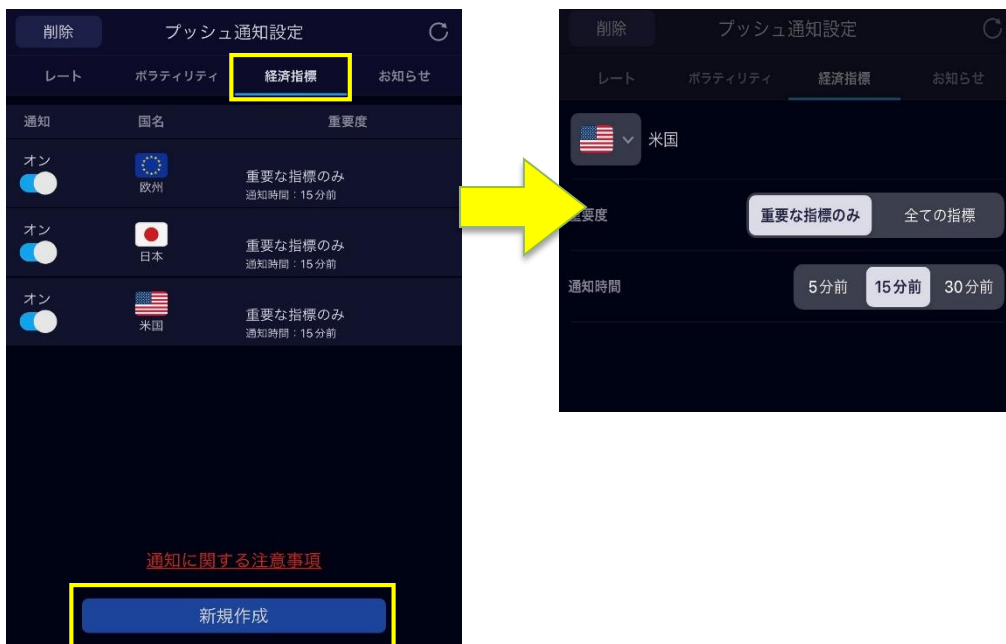 削除 プッシュ通知設定
レート ボラティリティ 経済指標 お知らせ
通知 国名 重要度
オン
欧州
重要な指標のみ
通知時間：15分前
オン
日本
重要な指標のみ
通知時間：15分前
オン
米国
重要な指標のみ
通知時間：15分前
通知に関する注意事項
新規作成
削除 プッシュ通知設定
レート ボラティリティ 経済指標 お知らせ
米国
重要度 重要な指標のみ 全ての指標
通知時間 5分前 15分前 30分前